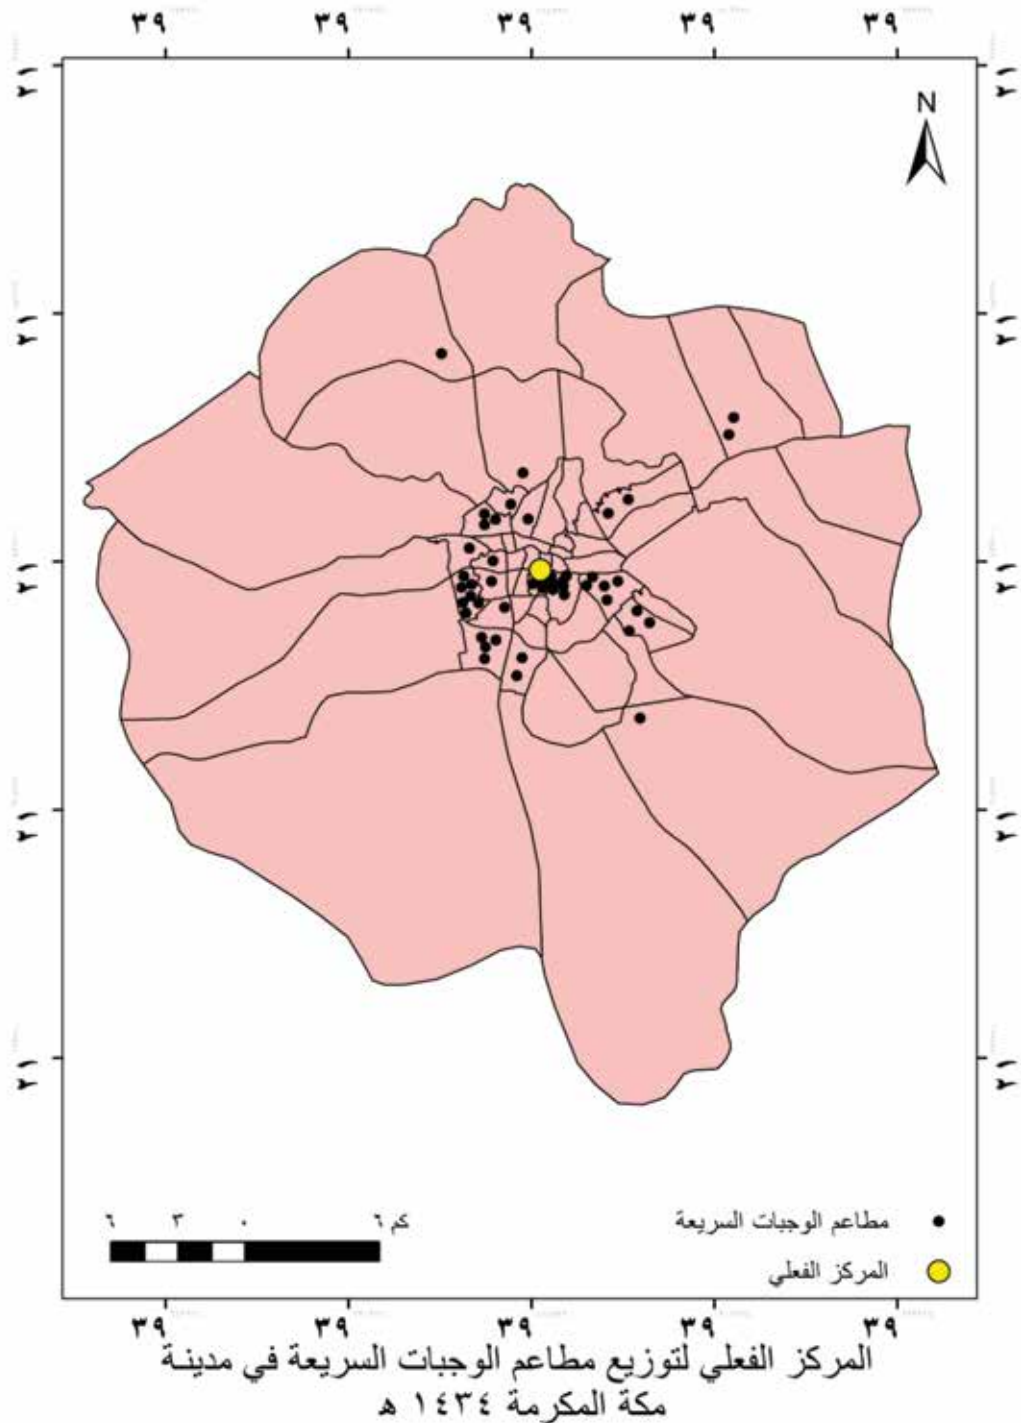 ٣٩ ٣٩ ٣٩ ٣٩ ٣٩
٢١ ٢١
N
٢١ ٢١
٢١ ٢١
٢١ ٢١
٢١ ٢١
٦ ٣ ٠ ٦ كم
مطاعم الوجبات السريعة
المركز الفعلي
٣٩ ٣٩ ٣٩ ٣٩ ٣٩
المركز الفعلي لتوزيع مطاعم الوجبات السريعة في مدينة
مكة المكرمة ١٤٣٤ ه